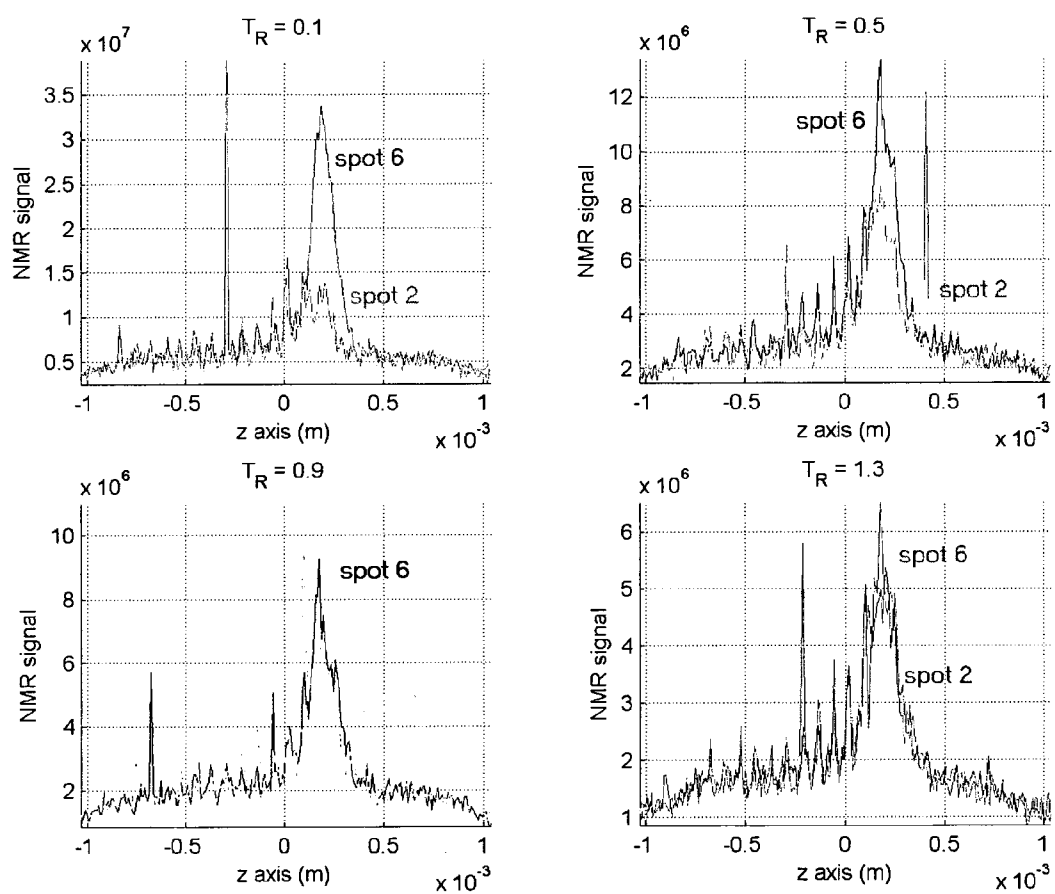 T_R = 0.1
x 10^7
3.5
3
2.5
2
1.5
1
0.5
NMR signal
spot 6
spot 2
-1
-0.5
0
0.5
1
z axis (m)
x 10^-3
T_R = 0.5
x 10^6
12
10
8
6
4
2
NMR signal
spot 6
spot 2
-1
-0.5
0
0.5
1
z axis (m)
x 10^-3
T_R = 0.9
x 10^6
10
8
6
4
2
NMR signal
spot 6
-1
-0.5
0
0.5
1
z axis (m)
x 10^-3
T_R = 1.3
x 10^6
6
5
4
3
2
1
NMR signal
spot 6
spot 2
-1
-0.5
0
0.5
1
z axis (m)
x 10^-3